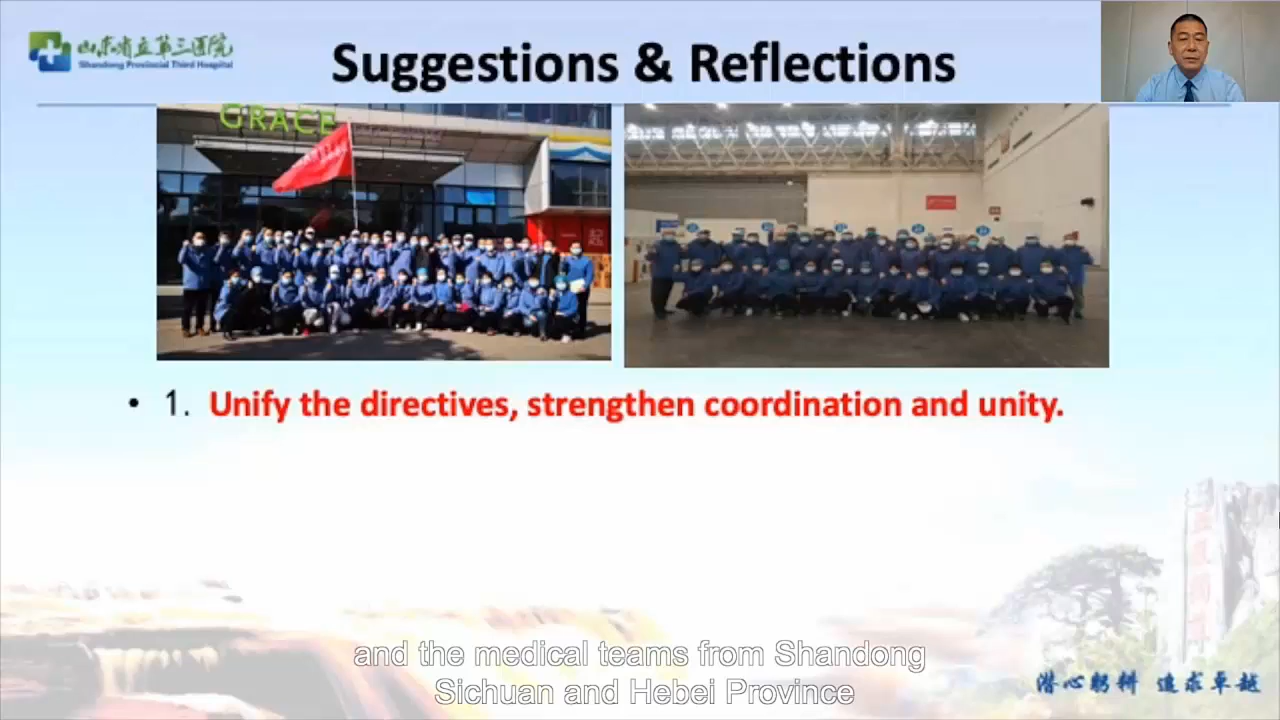 山东省立第三医院
Shandong Provincial Third Hospital
Suggestions & Reflections
GRACE
• 1. Unify the directives, strengthen coordination and unity.
and the medical teams from Shandong
Sichuan and Hebei Province
潜心躬耕 追求卓越